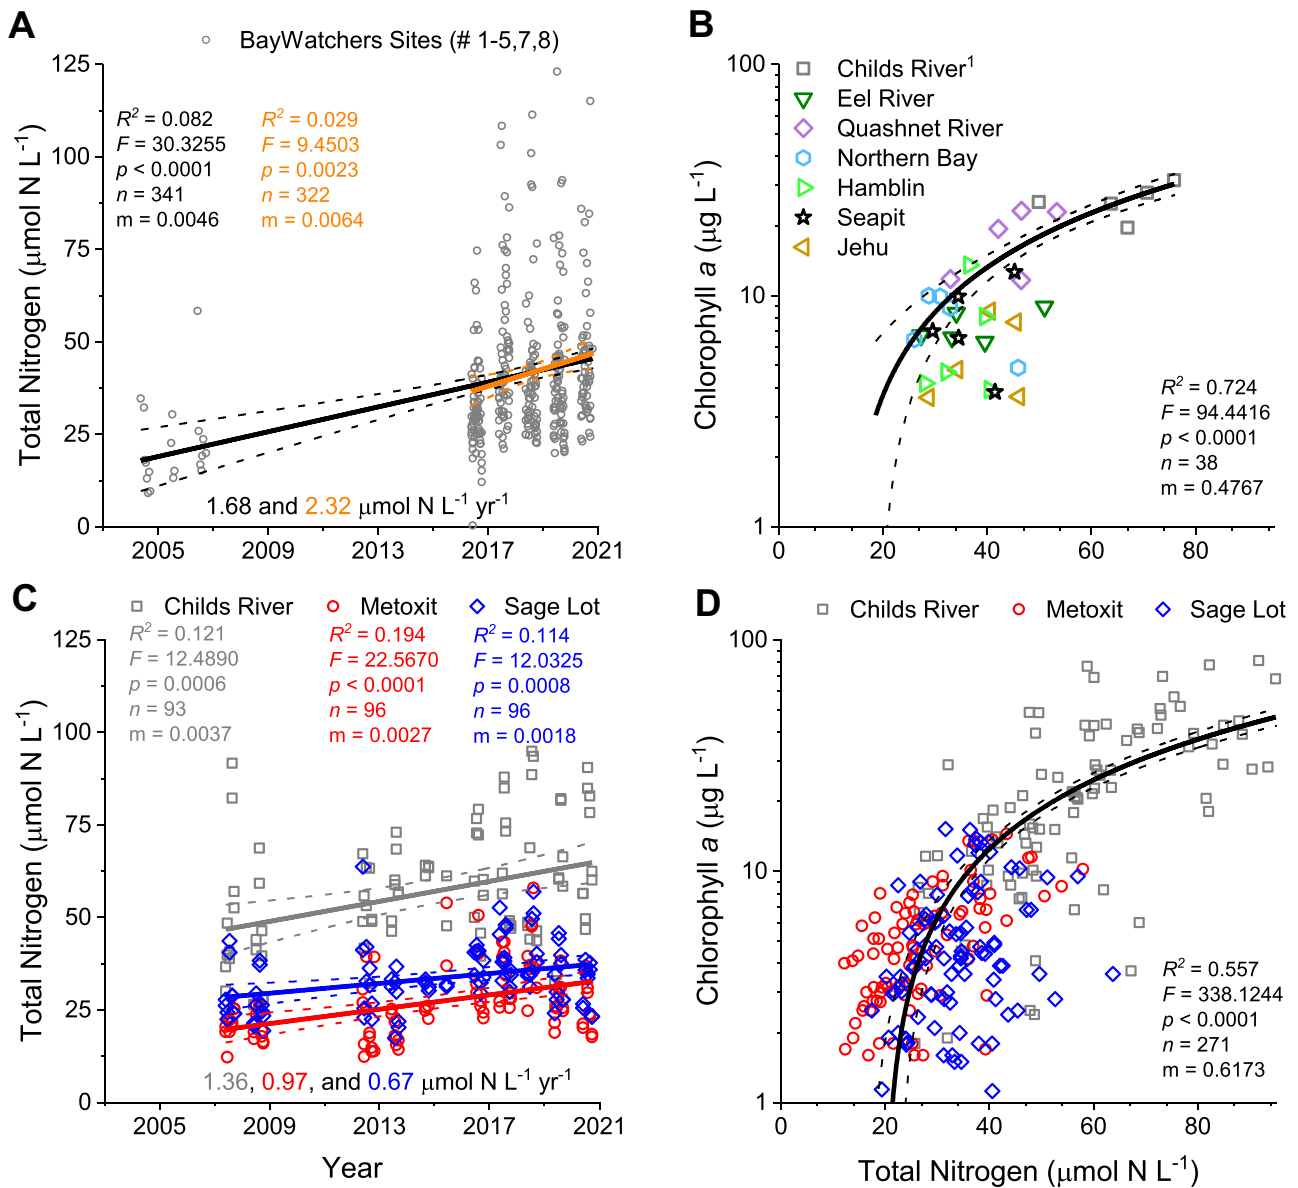 A
BayWatchers Sites (# 1-5,7,8)
125
100
75
50
25
0
Total Nitrogen (μmol N L⁻¹)
R² = 0.082
F = 30.3255
p < 0.0001
n = 341
m = 0.0046
R² = 0.029
F = 9.4503
p = 0.0023
n = 322
m = 0.0064
1.68 and 2.32 μmol N L⁻¹ yr⁻¹
2005 2009 2013 2017 2021
B
100
10
1
Chlorophyll a (μg L⁻¹)
Childs River¹
Eel River
Quashnet River
Northern Bay
Hamblin
Seapit
Jehu
R² = 0.724
F = 94.4416
p < 0.0001
n = 38
m = 0.4767
0 20 40 60 80
C
Childs River Metoxit Sage Lot
125
100
75
50
25
0
Total Nitrogen (μmol N L⁻¹)
R² = 0.121
F = 12.4890
p = 0.0006
n = 93
m = 0.0037
R² = 0.194
F = 22.5670
p < 0.0001
n = 96
m = 0.0027
R² = 0.114
F = 12.0325
p = 0.0008
n = 96
m = 0.0018
1.36, 0.97, and 0.67 μmol N L⁻¹ yr⁻¹
2005 2009 2013 2017 2021
Year
D
Childs River Metoxit Sage Lot
100
10
1
Chlorophyll a (μg L⁻¹)
R² = 0.557
F = 338.1244
p < 0.0001
n = 271
m = 0.6173
0 20 40 60 80
Total Nitrogen (μmol N L⁻¹)